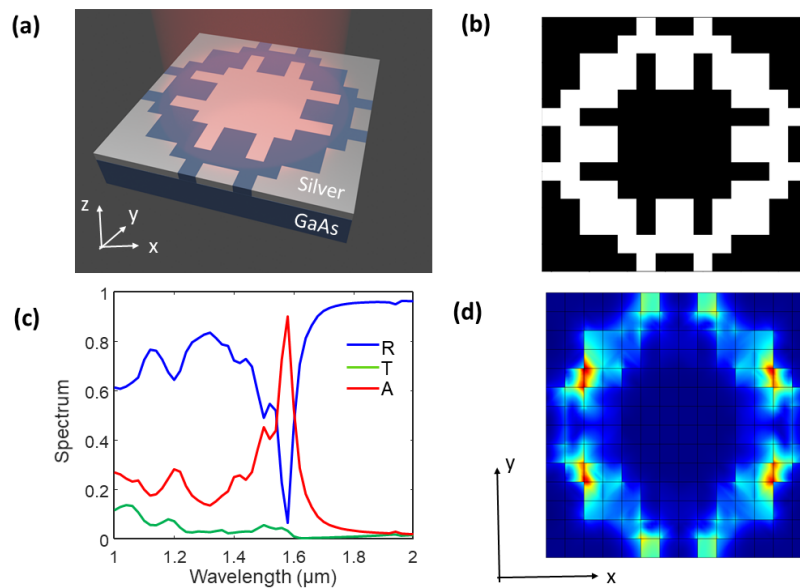 (a)
Silver
GaAs
z
y
x
(b)
(c)
1
0.8
0.6
0.4
0.2
0
Spectrum
R
T
A
1
1.2
1.4
1.6
1.8
2
Wavelength (μm)
(d)
y
x